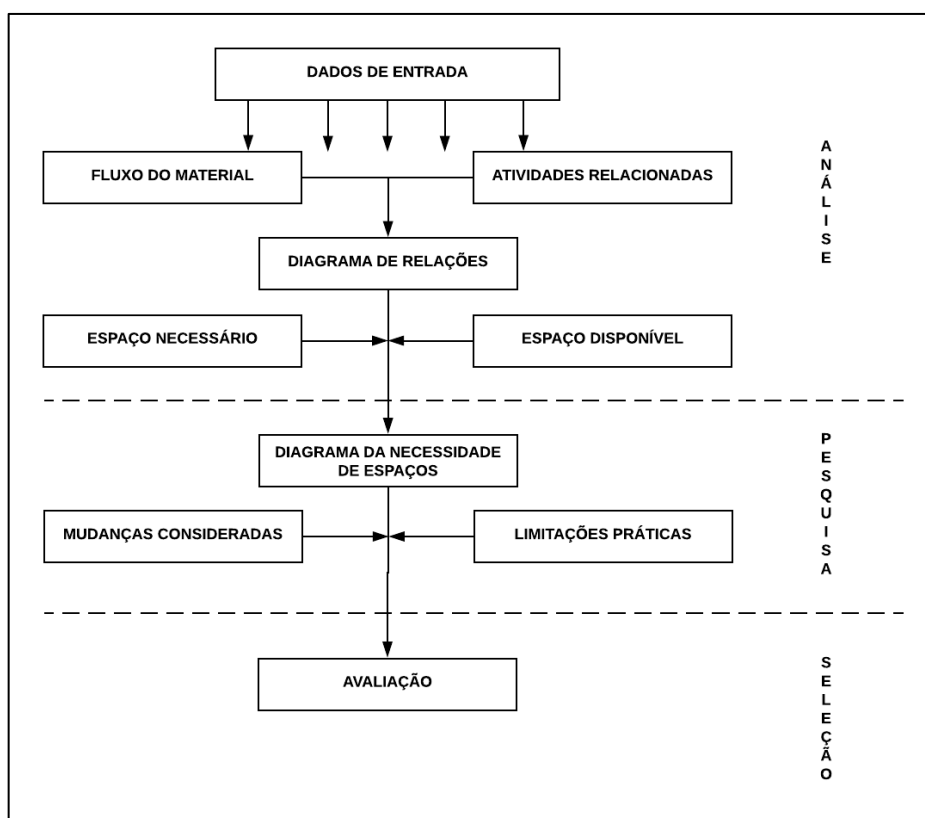 DADOS DE ENTRADA
FLUXO DO MATERIAL
ATIVIDADES RELACIONADAS
ANÁLISE
DIAGRAMA DE RELAÇÕES
ESPAÇO NECESSÁRIO
ESPAÇO DISPONÍVEL
DIAGRAMA DA NECESSIDADE
DE ESPAÇOS
PESQUISA
MUDANÇAS CONSIDERADAS
LIMITAÇÕES PRÁTICAS
AVALIAÇÃO
SELEÇÃO